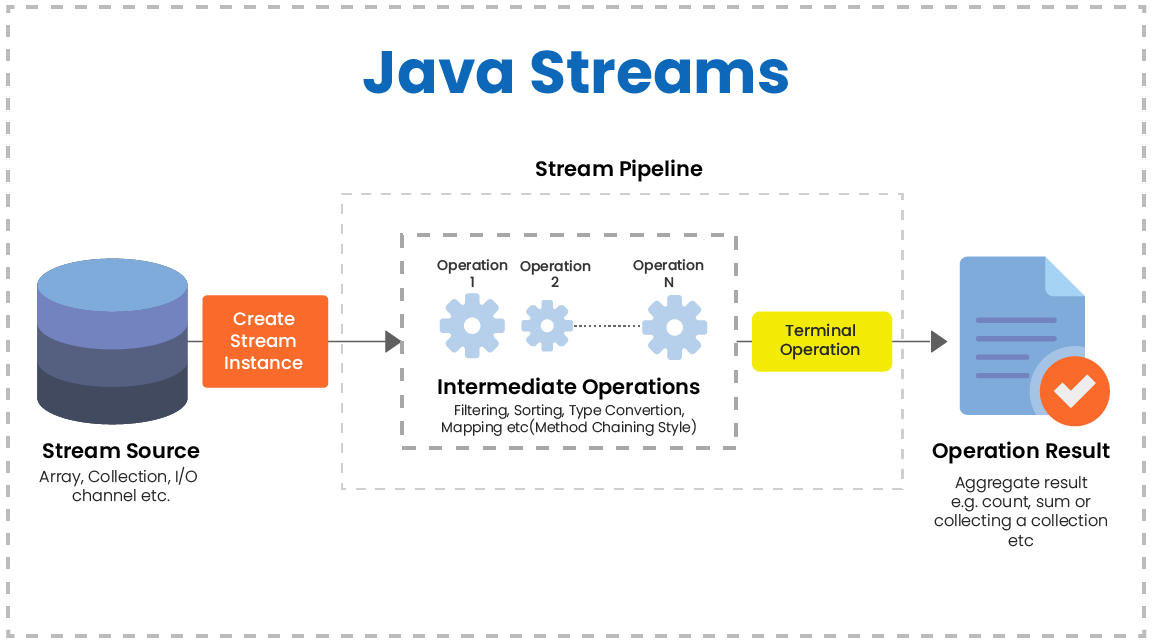 Java Streams
Stream Pipeline
Operation
1
Operation
2
Operation
N
Create
Stream
Instance
Terminal
Operation
Intermediate Operations
Filtering, Sorting, Type Convertion,
Mapping etc(Method Chaining Style)
Stream Source
Array, Collection, I/O
channel etc.
Operation Result
Aggregate result
e.g. count, sum or
collecting a collection
etc